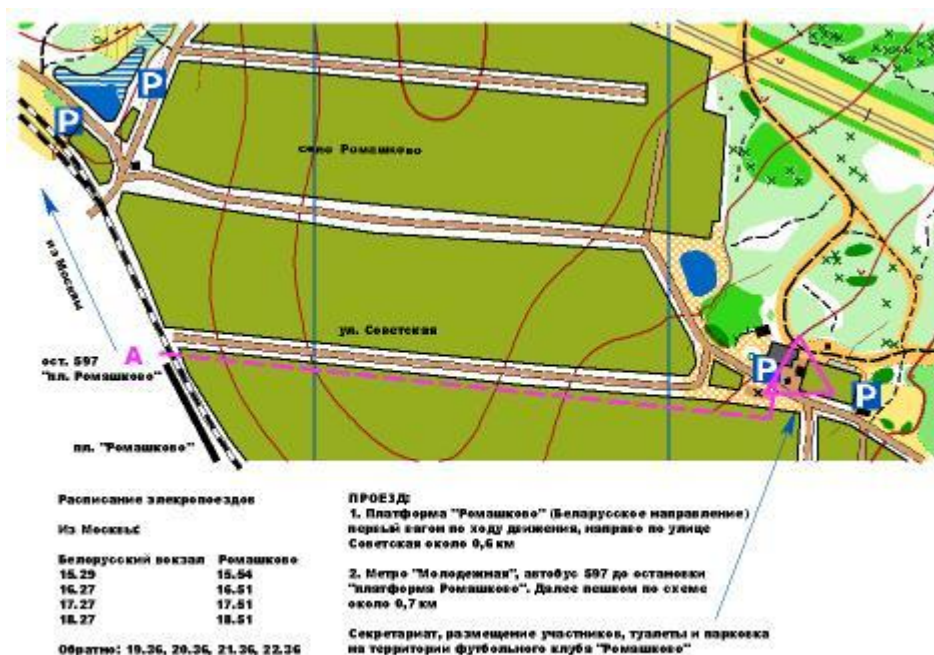 P
P
село Ромашково
из Москвы
ул. Советская
ост. 597
"пл. Ромашково"
А
P
P
пл. "Ромашково"
Расписание элекропоездов
Из Москвы:
Белорусский вокзал Ромашково
15.29 15.54
16.27 16.51
17.27 17.51
18.27 18.51
Обратно: 19.36, 20.36, 21.36, 22.36
ПРОЕЗД:
1. Платформа "Ромашково" (Беларусское направление)
первый вагон по ходу движения, направо по улице
Советская около 0,6 км
2. Метро "Молодежная", автобус 597 до остановки
"платформа Ромашково". Далее пешком по схеме
около 0,7 км
Секретариат, размещение участников, туалеты и парковка
на территории футбольного клуба "Ромашково"